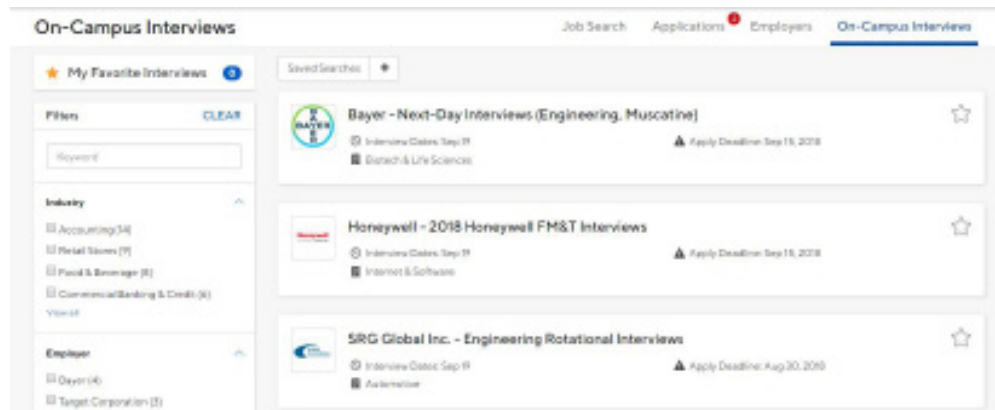 On-Campus Interviews
Job Search Applications Employers On-Campus Interviews
My Favorite Interviews 0
Saved Searches +
Filters CLEAR
Keyword
Bayer - Next-Day Interviews (Engineering, Muscatine)
Interview Dates: Sep 19 Apply Deadline: Sep 15, 2018
Biotech & Life Sciences
Industry
Accounting (14)
Retail Stores (9)
Food & Beverage (8)
Commercial Banking & Credit (6)
View all
Honeywell - 2018 Honeywell FM&T Interviews
Interview Dates: Sep 19 Apply Deadline: Sep 15, 2018
Internet & Software
Employer
Bayer (4)
Target Corporation (3)
SRG Global Inc. - Engineering Rotational Interviews
Interview Dates: Sep 19 Apply Deadline: Aug 30, 2018
Automotive